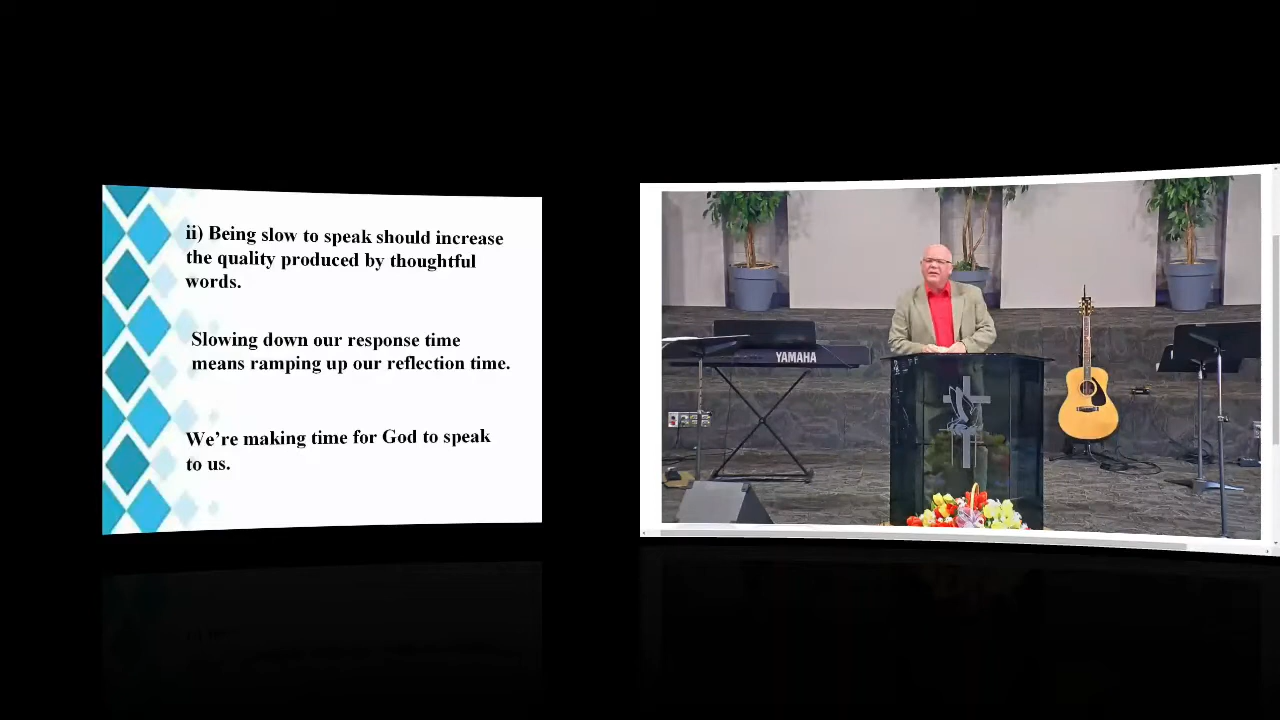 ii) Being slow to speak should increase
the quality produced by thoughtful
words.
Slowing down our response time
means ramping up our reflection time.
We’re making time for God to speak
to us.
YAMAHA